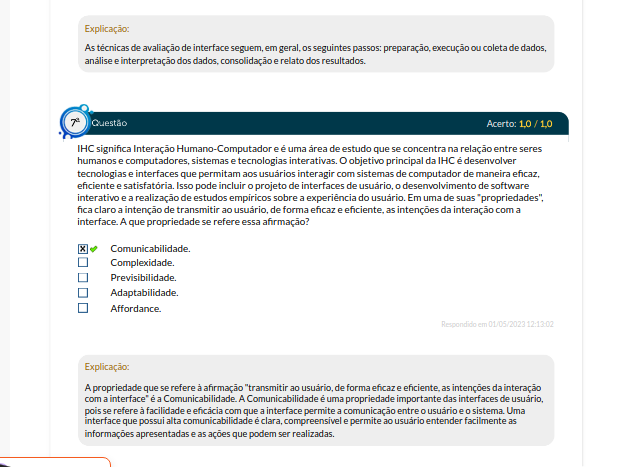 Explicação:
As técnicas de avaliação de interface seguem, em geral, os seguintes passos: preparação, execução ou coleta de dados,
análise e interpretação dos dados, consolidação e relato dos resultados.
7ª
Questão
Acerto: 1,0 / 1,0
IHC significa Interação Humano-Computador e é uma área de estudo que se concentra na relação entre seres
humanos e computadores, sistemas e tecnologias interativas. O objetivo principal da IHC é desenvolver
tecnologias e interfaces que permitam aos usuários interagir com sistemas de computador de maneira eficaz,
eficiente e satisfatória. Isso pode incluir o projeto de interfaces de usuário, o desenvolvimento de software
interativo e a realização de estudos empíricos sobre a experiência do usuário. Em uma de suas "propriedades",
fica claro a intenção de transmitir ao usuário, de forma eficaz e eficiente, as intenções da interação com a
interface. A que propriedade se refere essa afirmação?
Comunicabilidade.
Complexidade.
Previsibilidade.
Adaptabilidade.
Affordance.
Respondido em 01/05/2023 12:13:02
Explicação:
A propriedade que se refere à afirmação "transmitir ao usuário, de forma eficaz e eficiente, as intenções da interação
com a interface" é a Comunicabilidade. A Comunicabilidade é uma propriedade importante das interfaces de usuário,
pois se refere à facilidade e eficácia com que a interface permite a comunicação entre o usuário e o sistema. Uma
interface que possui alta comunicabilidade é clara, compreensível e permite ao usuário entender facilmente as
informações apresentadas e as ações que podem ser realizadas.